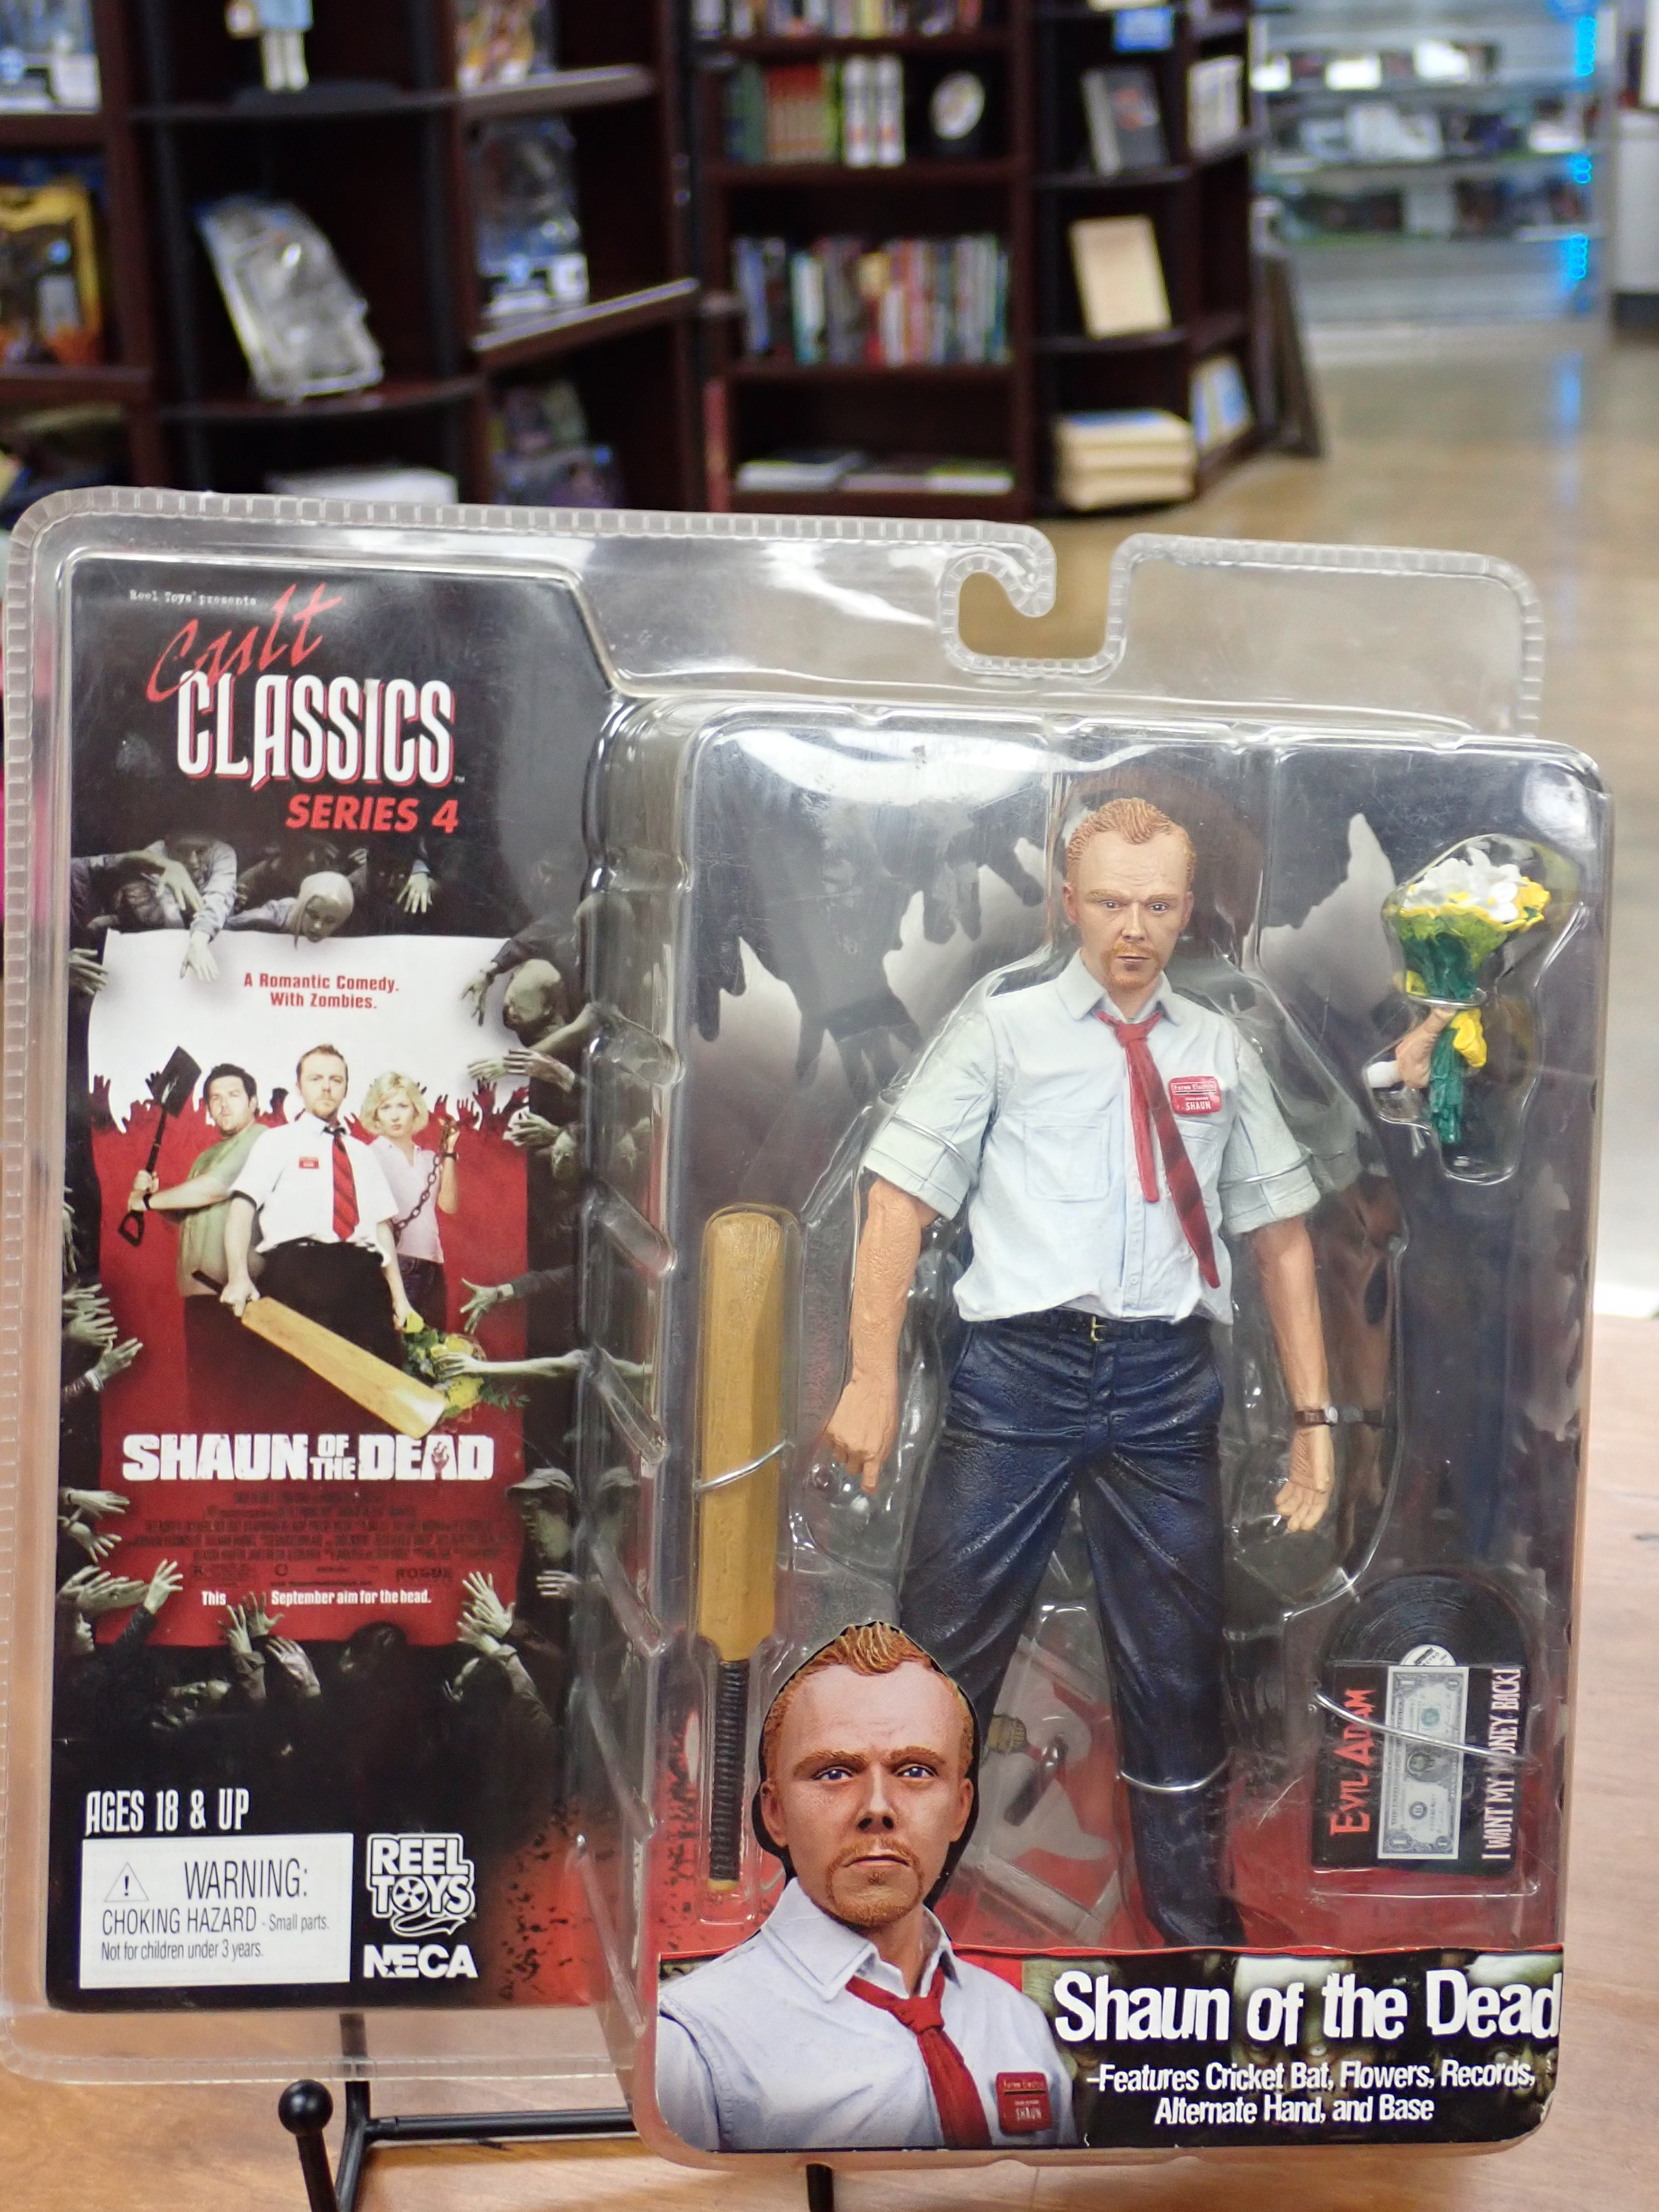 Reel Toys presents
Cult
CLASSICS
SERIES 4
A Romantic Comedy.
With Zombies.
SHAUN OF THE DEAD
ROGUE
This September aim for the head.
AGES 18 & UP
WARNING:
CHOKING HAZARD - Small parts.
Not for children under 3 years.
REEL
TOYS
NECA
SHAUN
EVIL ADAM
I WANT MY MONEY BACK!
SHAUN
Shaun of the Dead
-Features Cricket Bat, Flowers, Records,
Alternate Hand, and Base